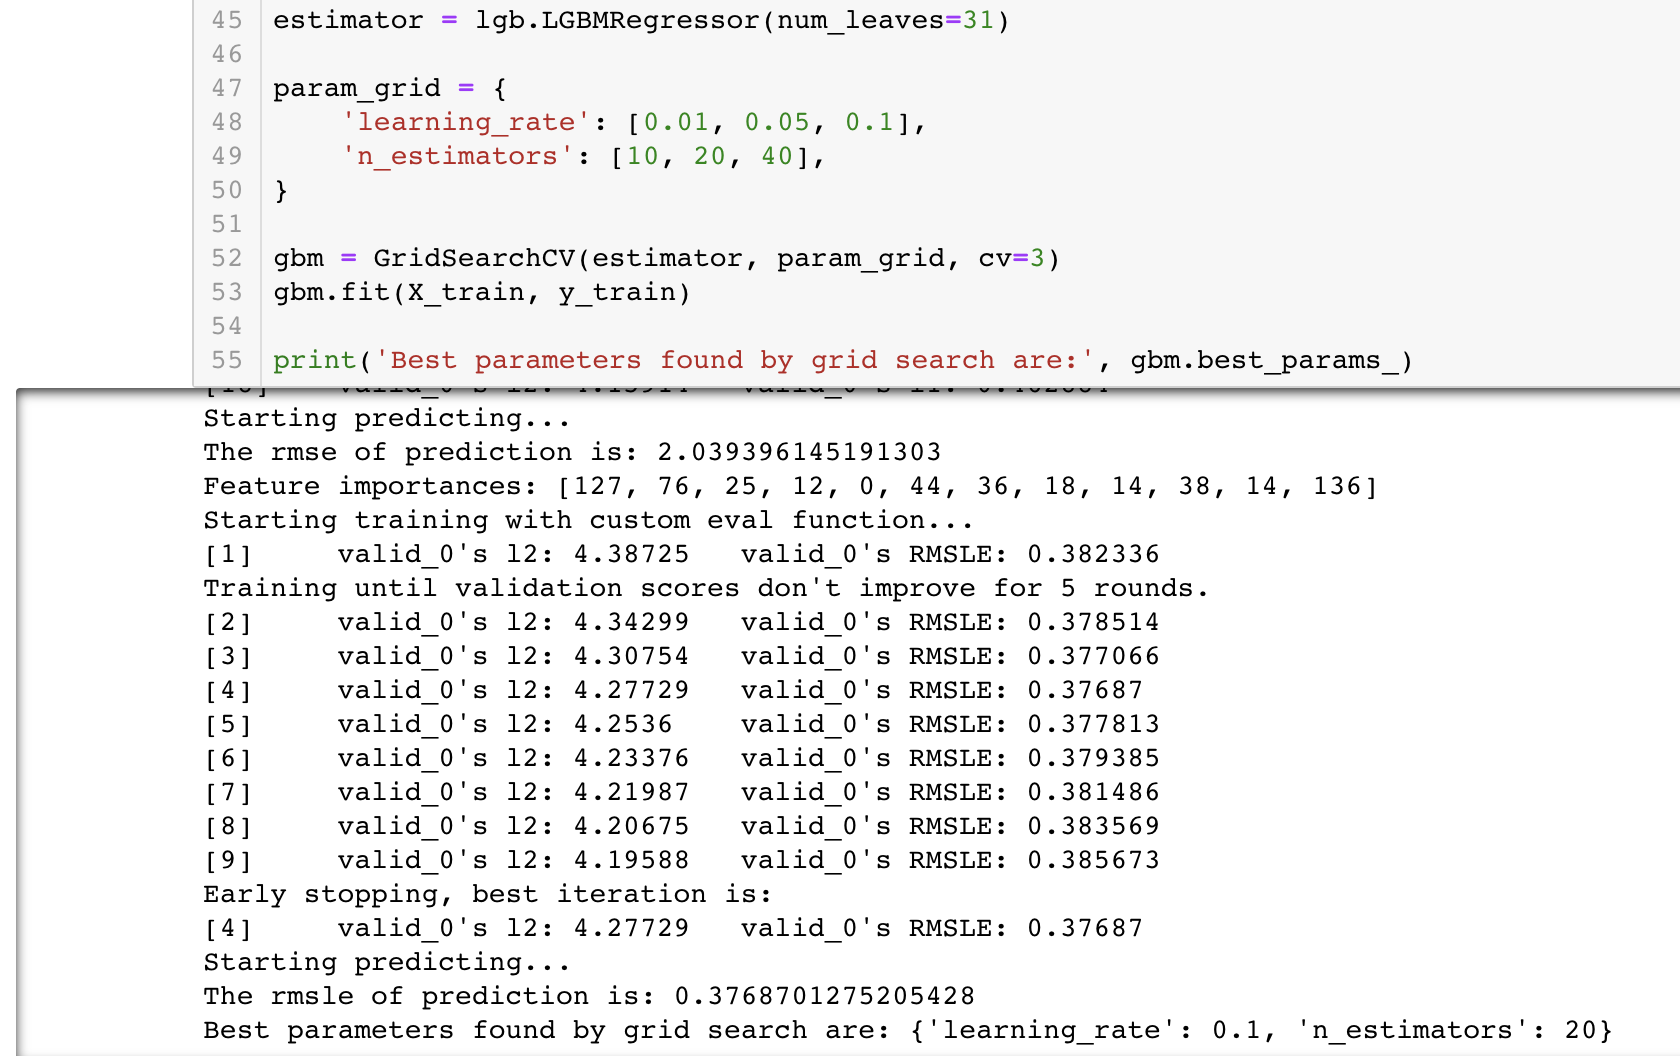 45 estimator = lgb.LGBMRegressor(num_leaves=31)
46
47 param_grid = {
48     'learning_rate': [0.01, 0.05, 0.1],
49     'n_estimators': [10, 20, 40],
50 }
51
52 gbm = GridSearchCV(estimator, param_grid, cv=3)
53 gbm.fit(X_train, y_train)
54
55 print('Best parameters found by grid search are:', gbm.best_params_)
Starting predicting...
The rmse of prediction is: 2.039396145191303
Feature importances: [127, 76, 25, 12, 0, 44, 36, 18, 14, 38, 14, 136]
Starting training with custom eval function...
[1]     valid_0's l2: 4.38725   valid_0's RMSLE: 0.382336
Training until validation scores don't improve for 5 rounds.
[2]     valid_0's l2: 4.34299   valid_0's RMSLE: 0.378514
[3]     valid_0's l2: 4.30754   valid_0's RMSLE: 0.377066
[4]     valid_0's l2: 4.27729   valid_0's RMSLE: 0.37687
[5]     valid_0's l2: 4.2536    valid_0's RMSLE: 0.377813
[6]     valid_0's l2: 4.23376   valid_0's RMSLE: 0.379385
[7]     valid_0's l2: 4.21987   valid_0's RMSLE: 0.381486
[8]     valid_0's l2: 4.20675   valid_0's RMSLE: 0.383569
[9]     valid_0's l2: 4.19588   valid_0's RMSLE: 0.385673
Early stopping, best iteration is:
[4]     valid_0's l2: 4.27729   valid_0's RMSLE: 0.37687
Starting predicting...
The rmsle of prediction is: 0.3768701275205428
Best parameters found by grid search are: {'learning_rate': 0.1, 'n_estimators': 20}